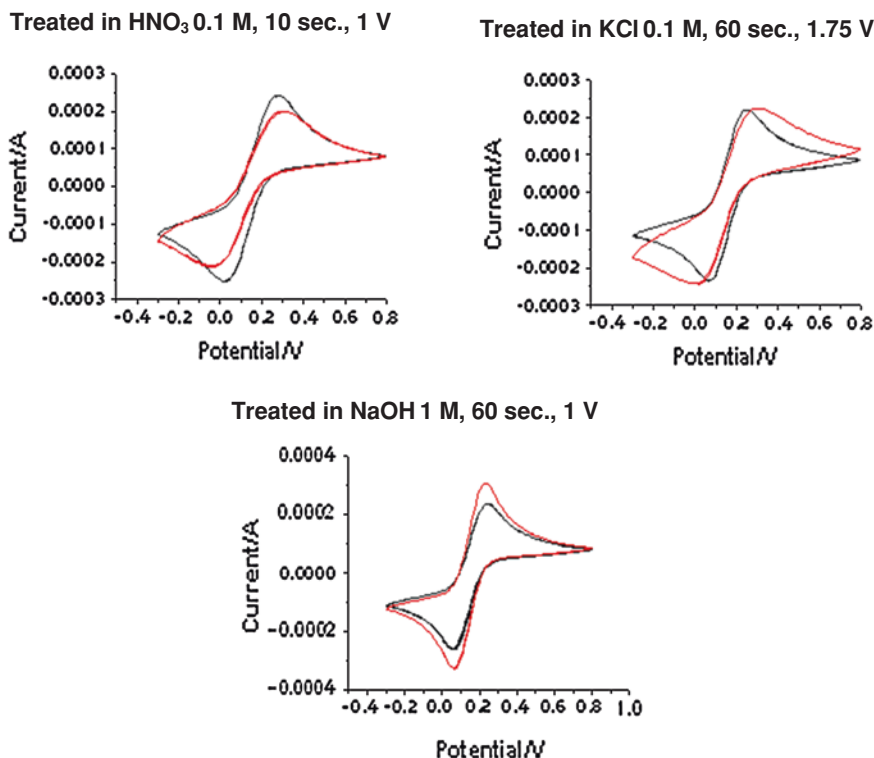 Treated in HNO₃ 0.1 M, 10 sec., 1 V
0.0003
0.0002
0.0001
0.0000
-0.0001
-0.0002
-0.0003
Current/A
-0.4 -0.2 0.0 0.2 0.4 0.6 0.8
Potential/V
Treated in KCl 0.1 M, 60 sec., 1.75 V
0.0003
0.0002
0.0001
0.0000
-0.0001
-0.0002
-0.0003
Current/A
-0.4 -0.2 0.0 0.2 0.4 0.6 0.8
Potential/V
Treated in NaOH 1 M, 60 sec., 1 V
0.0004
0.0002
0.0000
-0.0002
-0.0004
Current/A
-0.4 -0.2 0.0 0.2 0.4 0.6 0.8 1.0
Potential/V